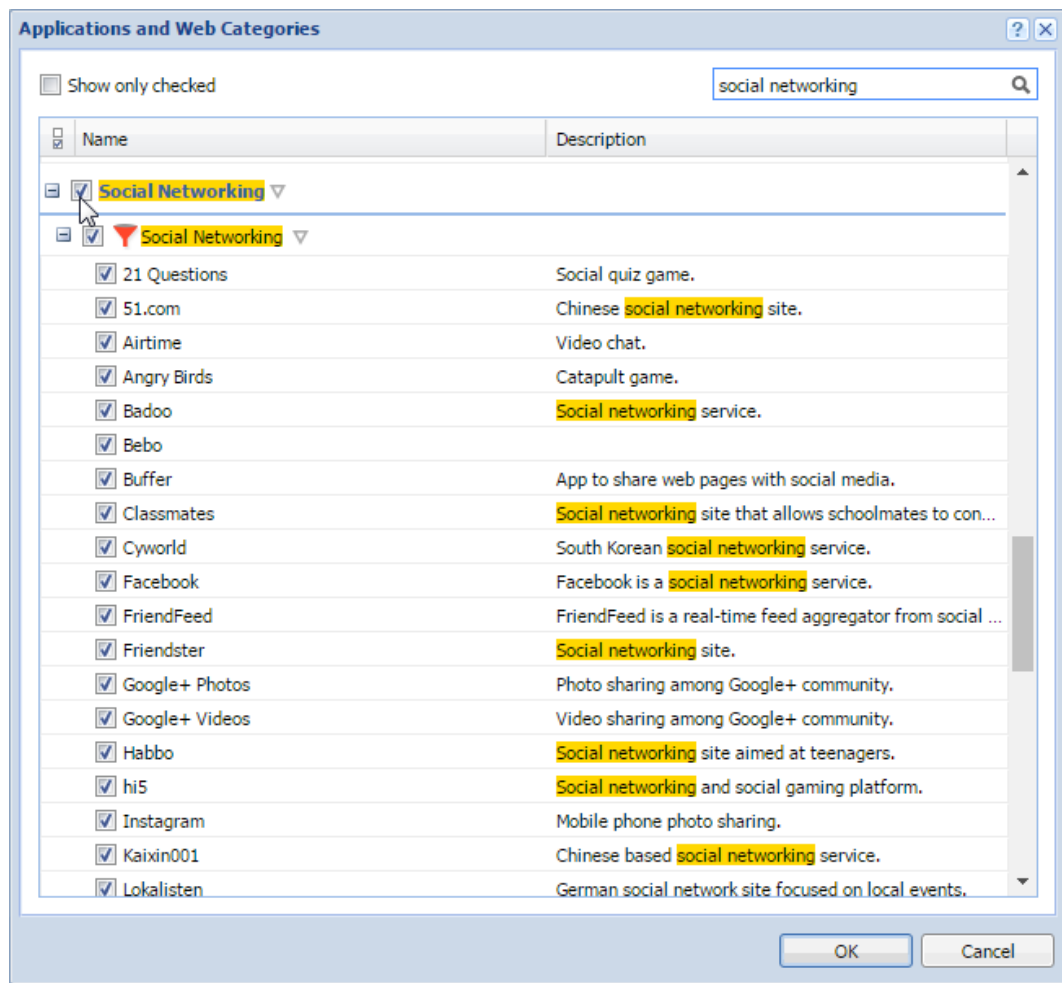 Applications and Web Categories
Show only checked
social networking
Name Description
Social Networking
Social Networking
21 Questions Social quiz game.
51.com Chinese social networking site.
Airtime Video chat.
Angry Birds Catapult game.
Badoo Social networking service.
Bebo
Buffer App to share web pages with social media.
Classmates Social networking site that allows schoolmates to con...
Cyworld South Korean social networking service.
Facebook Facebook is a social networking service.
FriendFeed FriendFeed is a real-time feed aggregator from social ...
Friendster Social networking site.
Google+ Photos Photo sharing among Google+ community.
Google+ Videos Video sharing among Google+ community.
Habbo Social networking site aimed at teenagers.
hi5 Social networking and social gaming platform.
Instagram Mobile phone photo sharing.
Kaixin001 Chinese based social networking service.
Lokalisten German social network site focused on local events.
OK Cancel